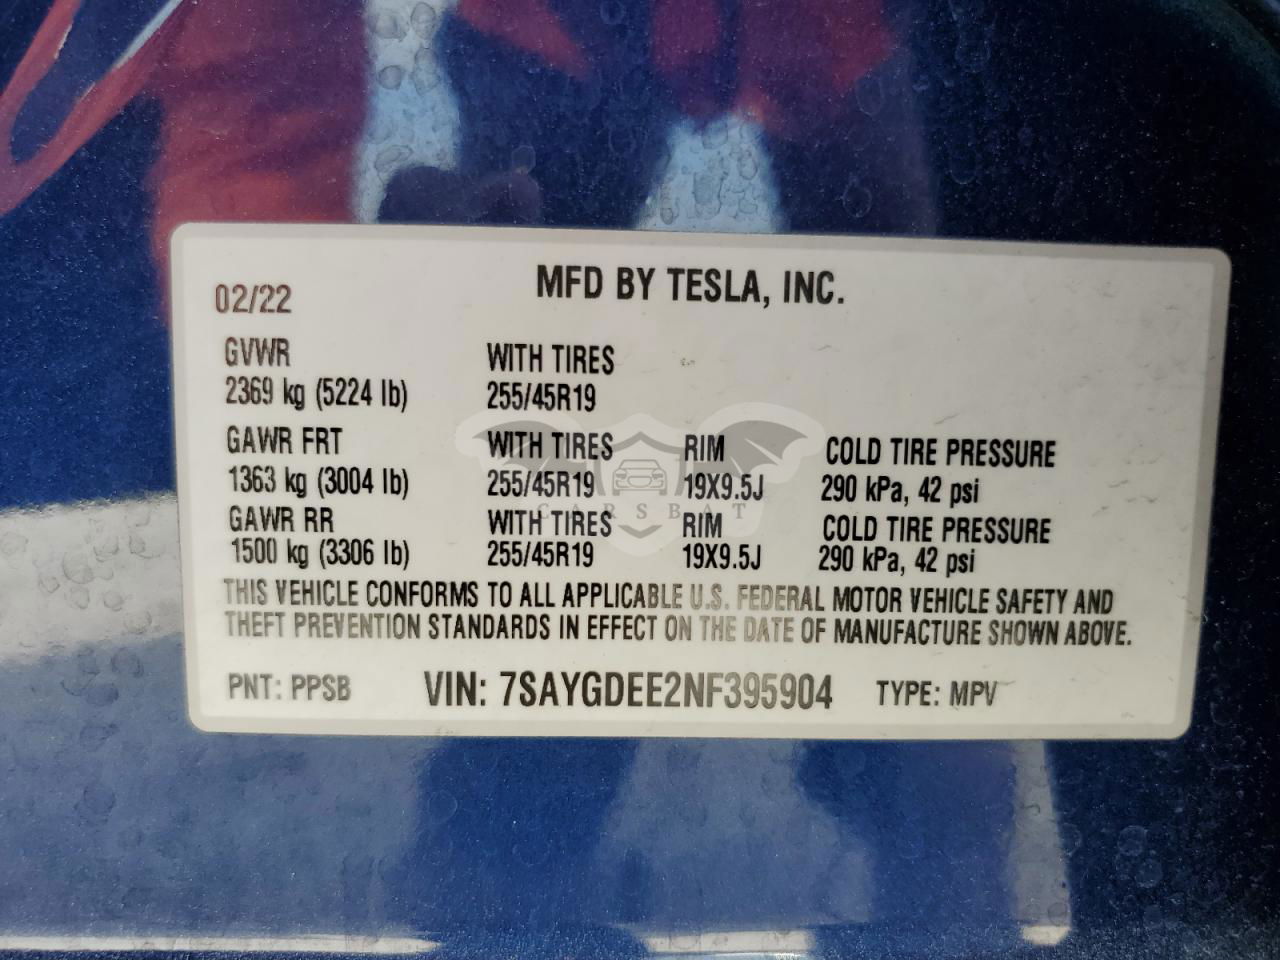 02/22 MFD BY TESLA, INC.
GVWR WITH TIRES
2369 kg (5224 lb) 255/45R19
GAWR FRT WITH TIRES RIM COLD TIRE PRESSURE
1363 kg (3004 lb) 255/45R19 19X9.5J 290 kPa, 42 psi
CARSBAT
GAWR RR WITH TIRES RIM COLD TIRE PRESSURE
1500 kg (3306 lb) 255/45R19 19X9.5J 290 kPa, 42 psi
THIS VEHICLE CONFORMS TO ALL APPLICABLE U.S. FEDERAL MOTOR VEHICLE SAFETY AND
THEFT PREVENTION STANDARDS IN EFFECT ON THE DATE OF MANUFACTURE SHOWN ABOVE.
PNT: PPSB VIN: 7SAYGDEE2NF395904 TYPE: MPV